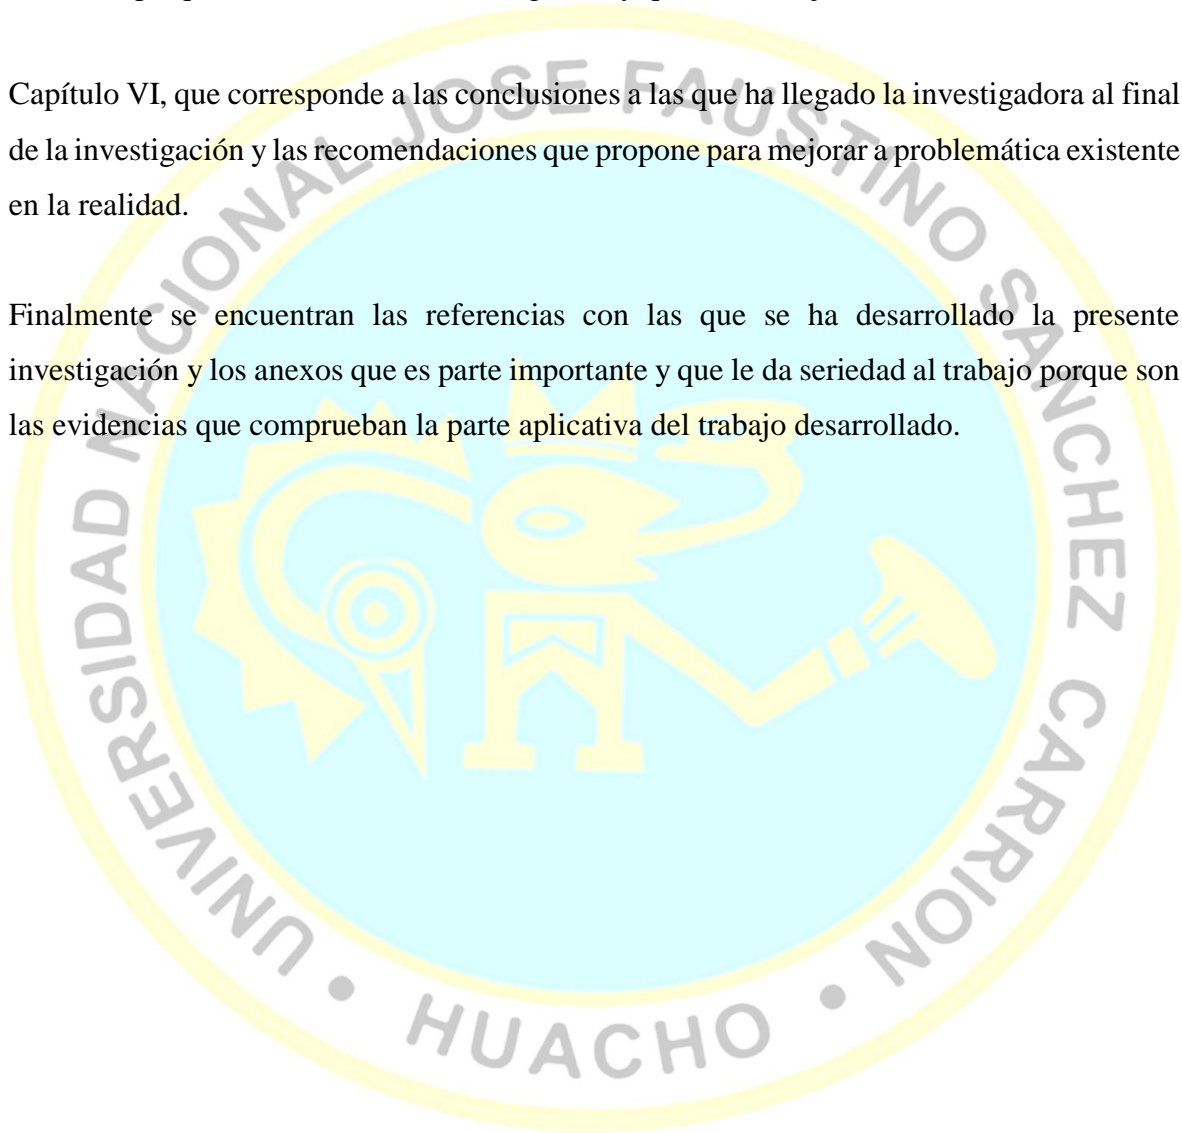 Capítulo VI, que corresponde a las conclusiones a las que ha llegado la investigadora al final
de la investigación y las recomendaciones que propone para mejorar a problemática existente
en la realidad.
Finalmente se encuentran las referencias con las que se ha desarrollado la presente
investigación y los anexos que es parte importante y que le da seriedad al trabajo porque son
las evidencias que comprueban la parte aplicativa del trabajo desarrollado.
UNIVERSIDAD NACIONAL JOSE FAUSTINO SANCHEZ CARRION • HUACHO •